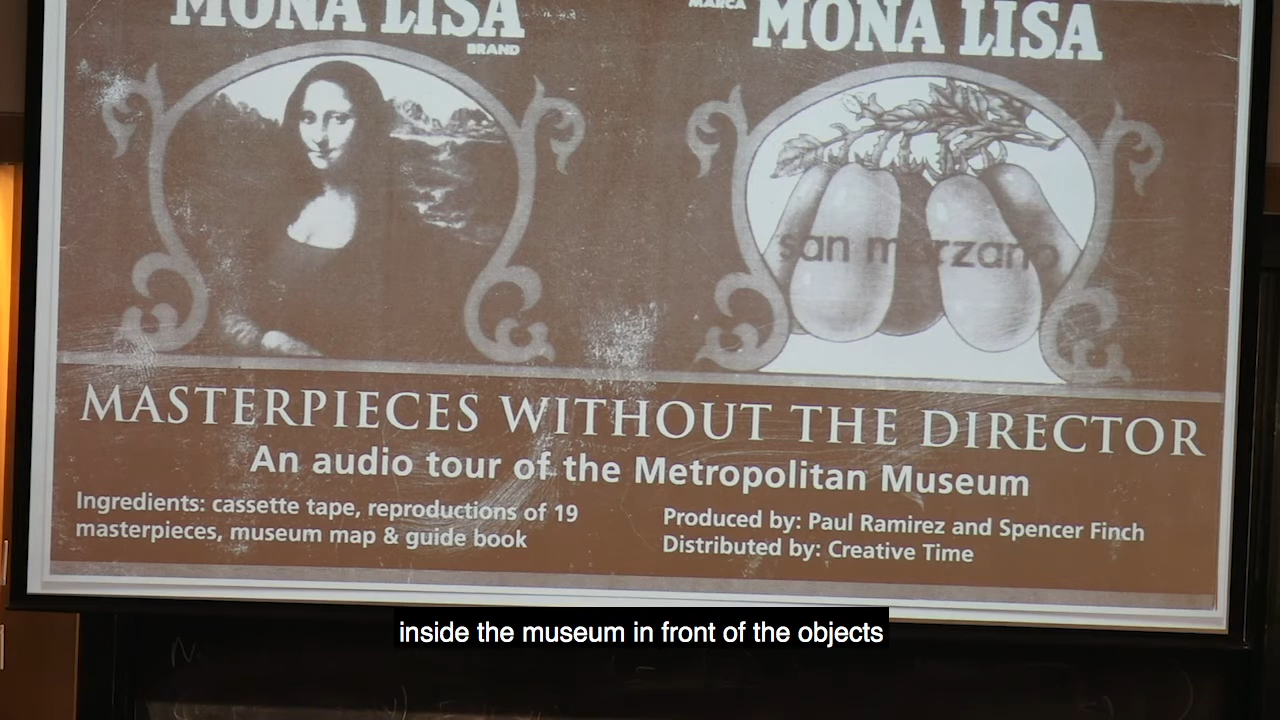 MONA LISA
BRAND
MARCA
MONA LISA
san marzano
MASTERPIECES WITHOUT THE DIRECTOR
An audio tour of the Metropolitan Museum
Ingredients: cassette tape, reproductions of 19
masterpieces, museum map & guide book
Produced by: Paul Ramirez and Spencer Finch
Distributed by: Creative Time
inside the museum in front of the objects